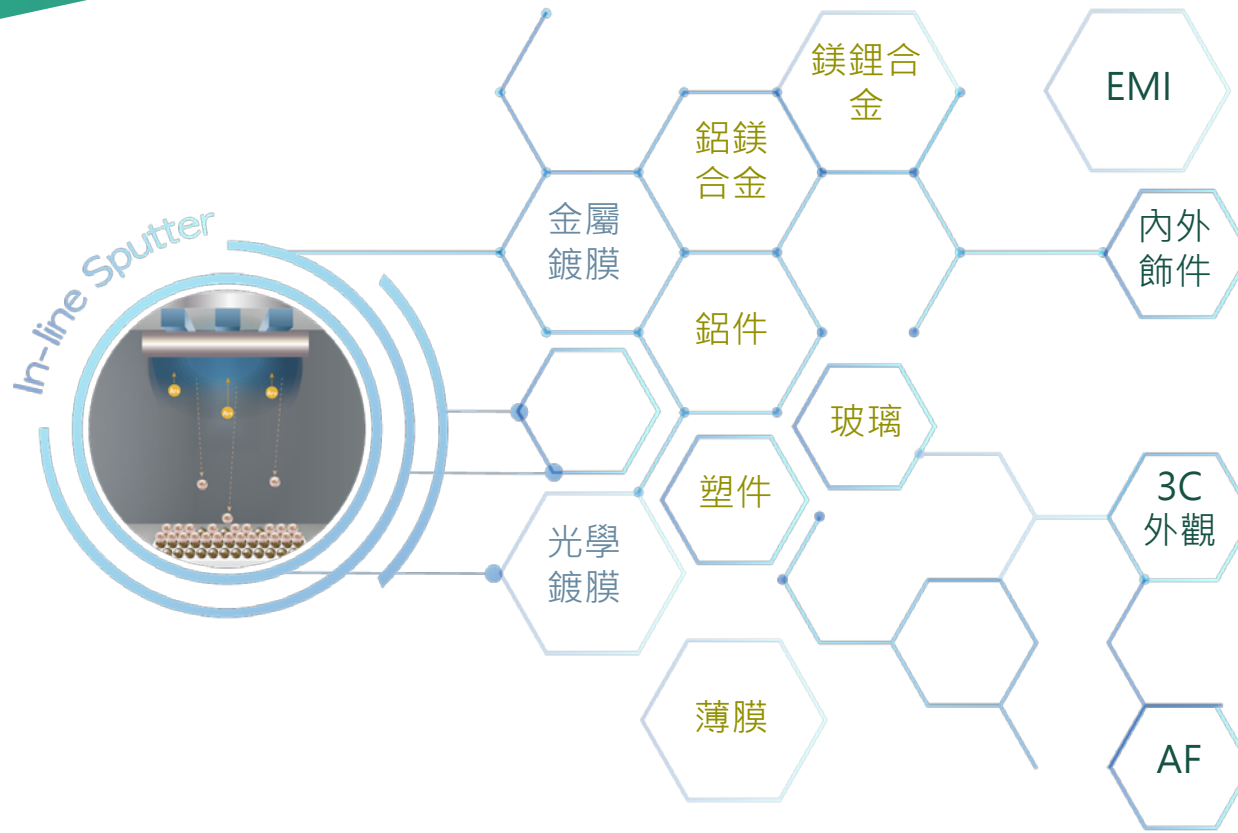 In-line Sputter
鎂鋰合
金
EMI
鋁鎂
合金
金屬
鍍膜
內外
飾件
鋁件
玻璃
塑件
3C
外觀
光學
鍍膜
薄膜
AF